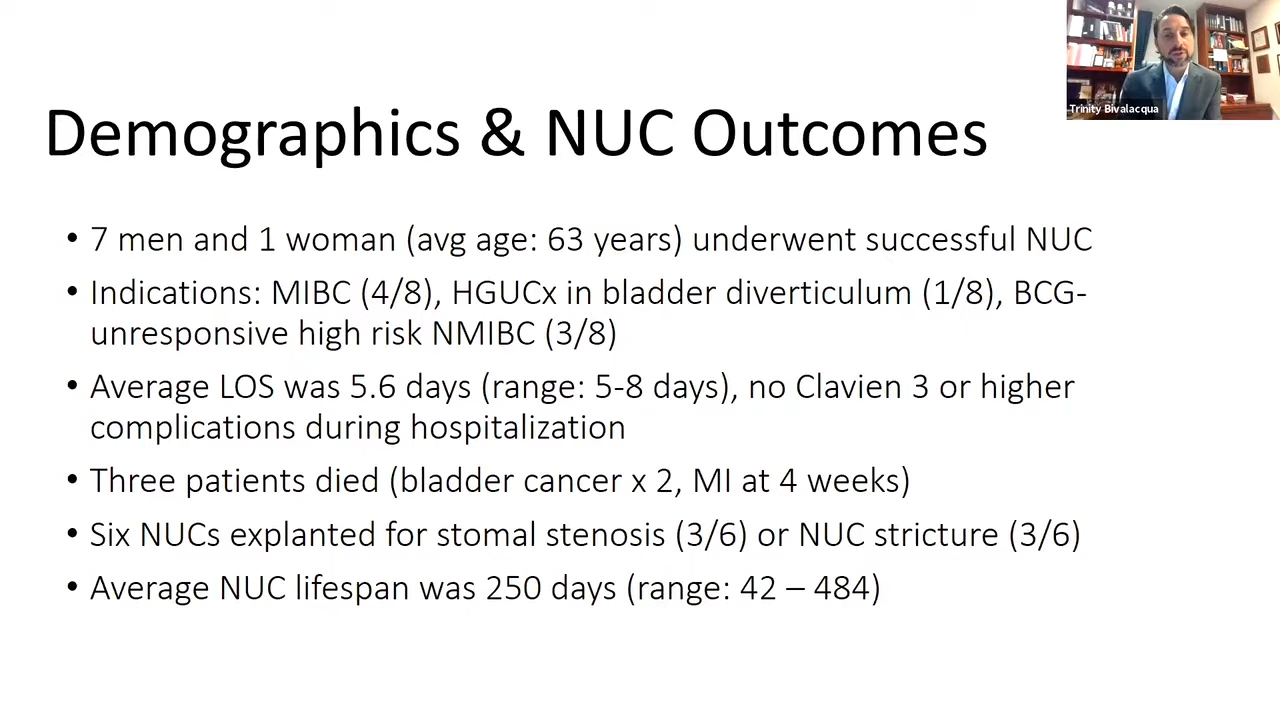 Trinity Bivalacqua
Demographics & NUC Outcomes
• 7 men and 1 woman (avg age: 63 years) underwent successful NUC
• Indications: MIBC (4/8), HGUCx in bladder diverticulum (1/8), BCG-
unresponsive high risk NMIBC (3/8)
• Average LOS was 5.6 days (range: 5-8 days), no Clavien 3 or higher
complications during hospitalization
• Three patients died (bladder cancer x 2, MI at 4 weeks)
• Six NUCs explanted for stomal stenosis (3/6) or NUC stricture (3/6)
• Average NUC lifespan was 250 days (range: 42 – 484)